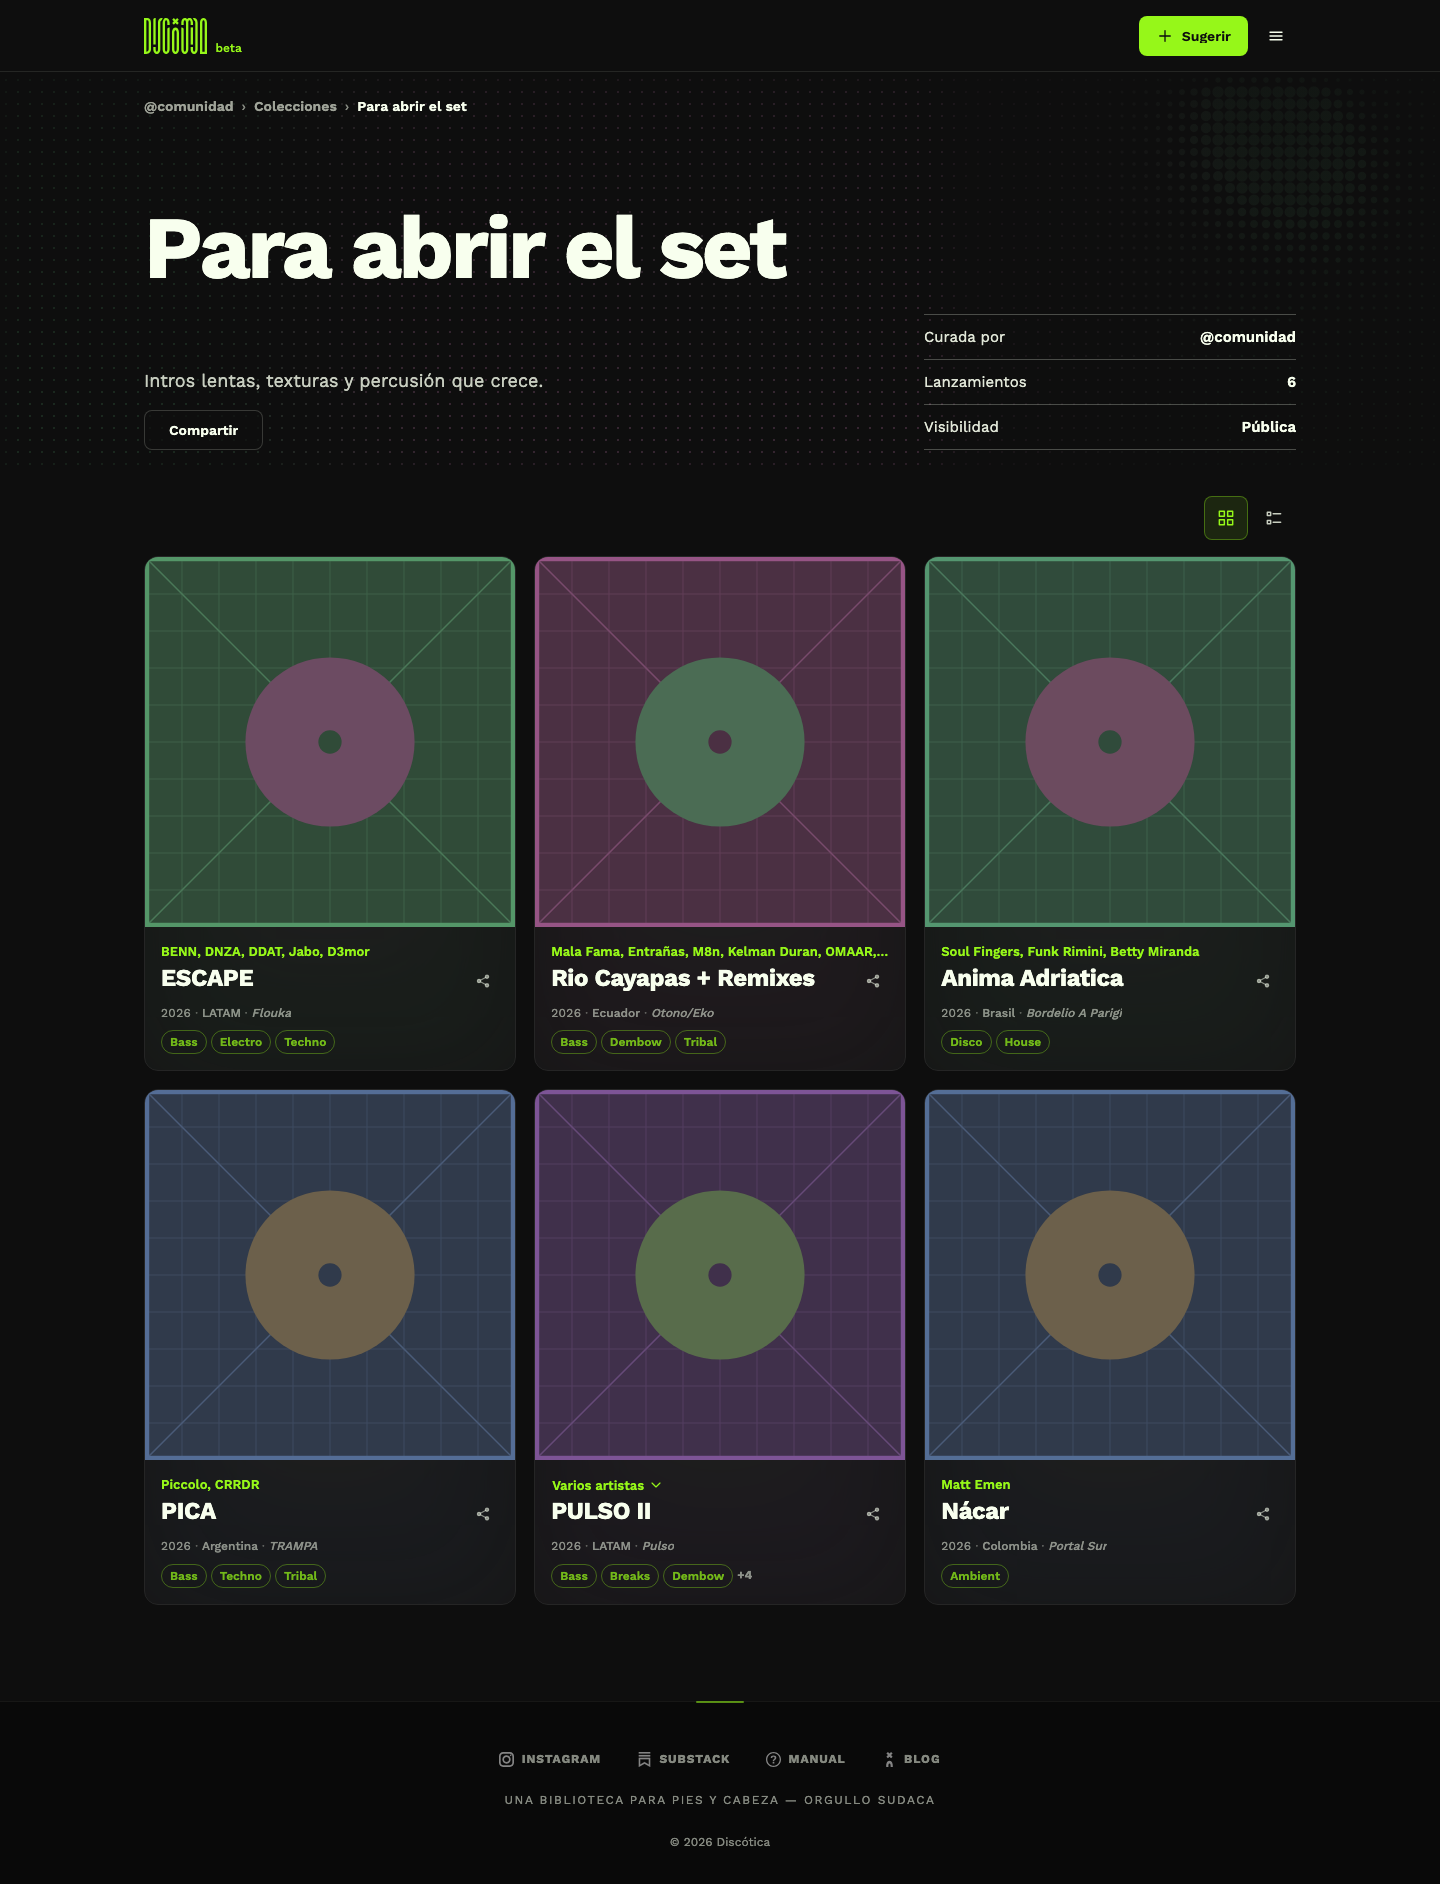 DISCÓTICA beta
+ Sugerir
@comunidad › Colecciones › Para abrir el set
Para abrir el set
Intros lentas, texturas y percusión que crece.
Compartir
Curada por @comunidad
Lanzamientos 6
Visibilidad Pública
BENN, DNZA, DDAT, Jabo, D3mor
ESCAPE
2026 · LATAM · Flouka
Bass Electro Techno
Mala Fama, Entrañas, M8n, Kelman Duran, OMAAR,...
Rio Cayapas + Remixes
2026 · Ecuador · Otono/Eko
Bass Dembow Tribal
Soul Fingers, Funk Rimini, Betty Miranda
Anima Adriatica
2026 · Brasil · Bordelio A Parigi
Disco House
Piccolo, CRRDR
PICA
2026 · Argentina · TRAMPA
Bass Techno Tribal
Varios artistas
PULSO II
2026 · LATAM · Pulso
Bass Breaks Dembow +4
Matt Emen
Nácar
2026 · Colombia · Portal Sur
Ambient
INSTAGRAM SUBSTACK MANUAL BLOG
UNA BIBLIOTECA PARA PIES Y CABEZA — ORGULLO SUDACA
© 2026 Discótica